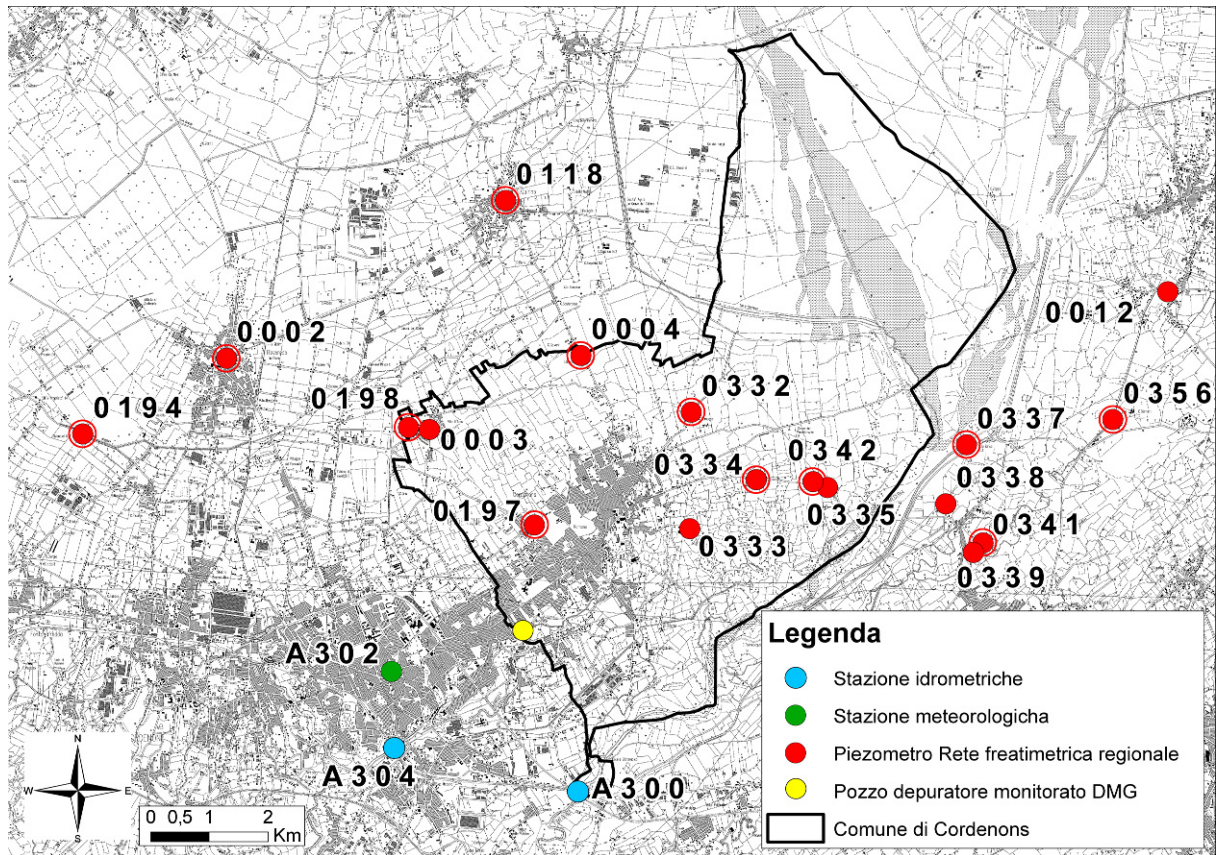 0118
0012
0002
0004
0356
0194
0198
0003
0332
0337
0334
0342
0338
0197
0335
0341
0333
0339
A302
A304
A300
Legenda
Stazione idrometriche
Stazione meteorologicha
Piezometro Rete freatimetrica regionale
Pozzo depuratore monitorato DMG
Comune di Cordenons
N
W E
S
0 0,5 1 2
Km